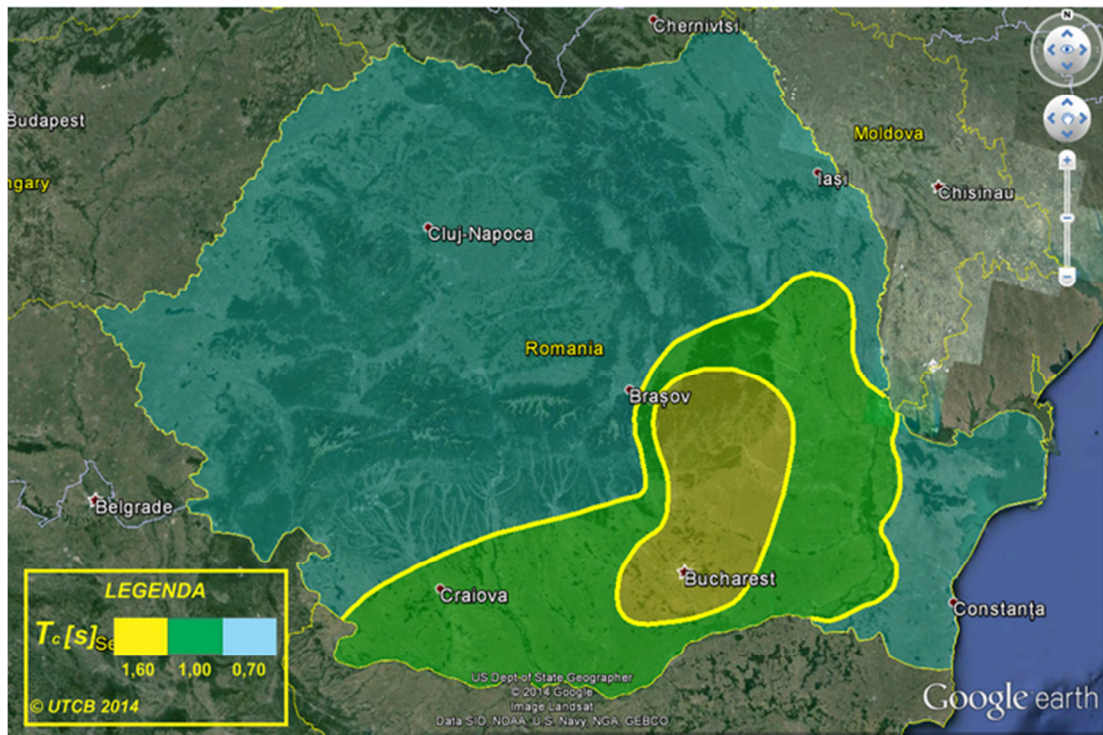 Chernivtsi
N
Budapest
Moldova
ngary
Iași
Chisinau
Cluj-Napoca
Romania
Brașov
Belgrade
Bucharest
Craiova
Constanța
LEGENDA
Tc [s]
Se
1,60 1,00 0,70
© UTCB 2014
US Dept of State Geographer
© 2014 Google
Image Landsat
Data SIO, NOAA, U.S. Navy, NGA, GEBCO
Google earth